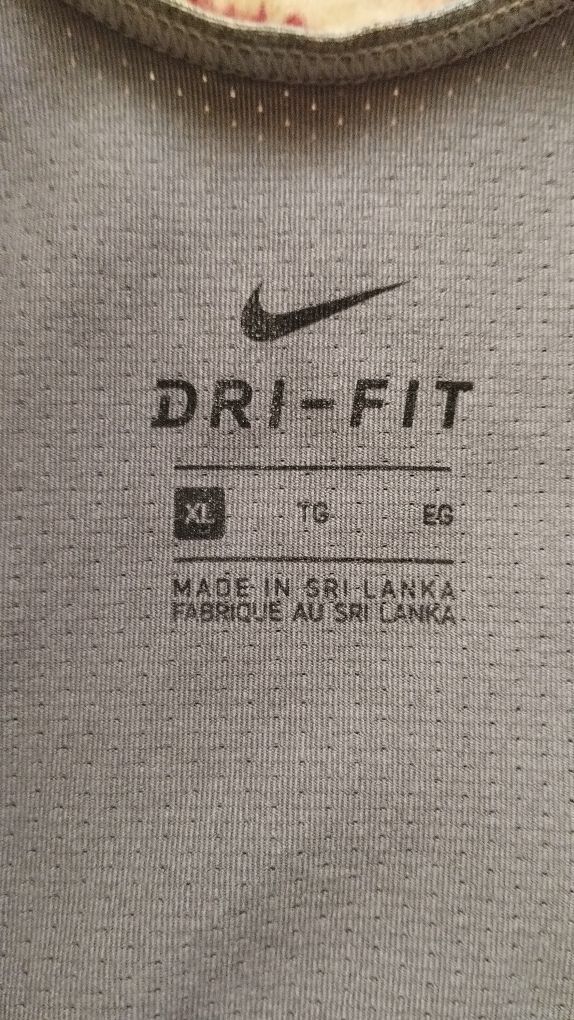 DRI-FIT
XL TG EG
MADE IN SRI LANKA
FABRIQUE AU SRI LANKA